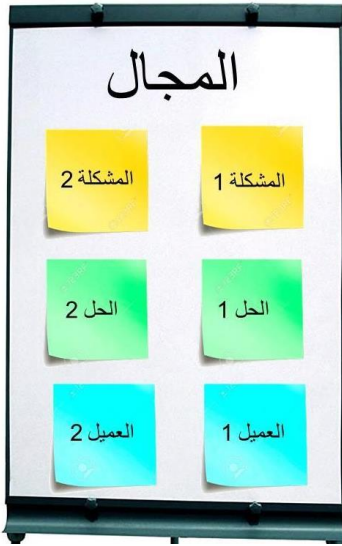 المجال
المشكلة 1
المشكلة 2
الحل 1
الحل 2
العميل 1
العميل 2